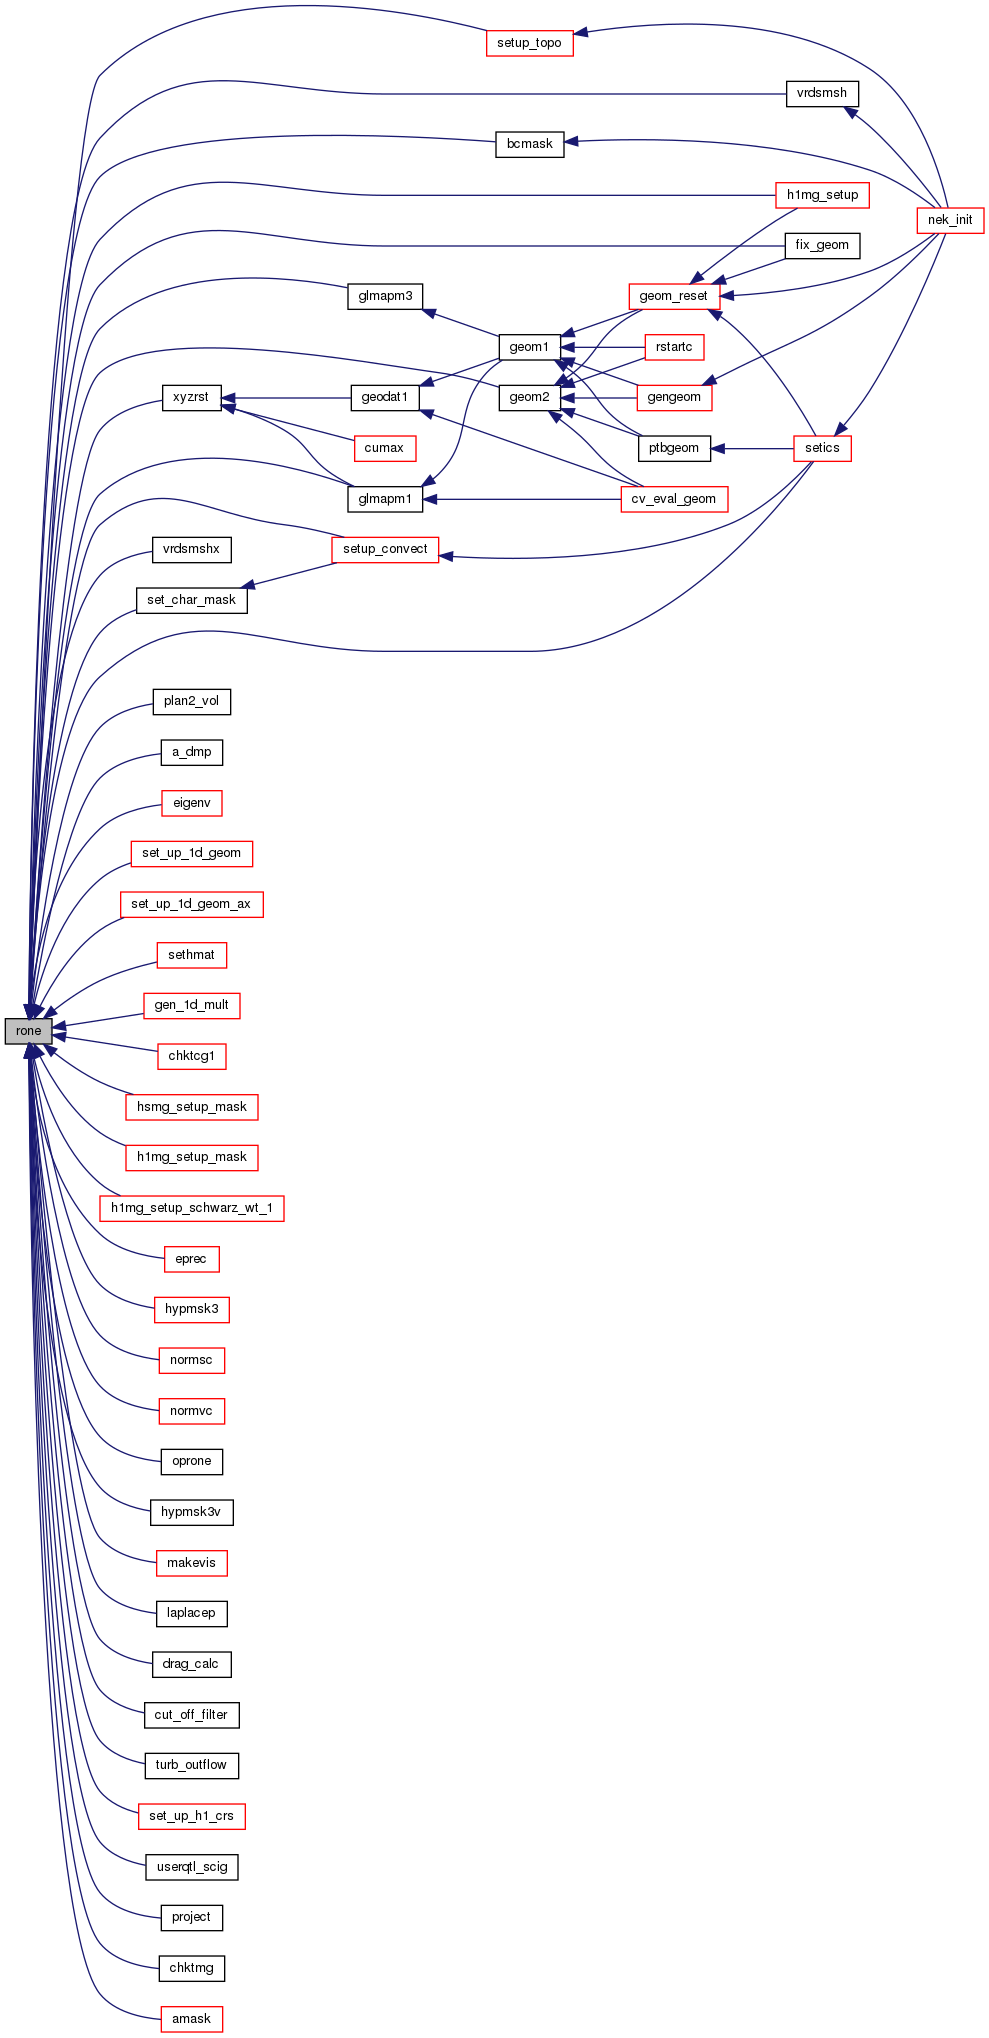 setup_topo
vrdsmsh
bcmask
h1mg_setup
nek_init
fix_geom
glmapm3
geom_reset
geom1
rstartc
xyzrst
geodat1
geom2
gengeom
cumax
ptbgeom
setics
glmapm1
cv_eval_geom
vrdsmshx
setup_convect
set_char_mask
plan2_vol
a_dmp
eigenv
set_up_1d_geom
set_up_1d_geom_ax
sethmat
gen_1d_mult
rone
chktcg1
hsmg_setup_mask
h1mg_setup_mask
h1mg_setup_schwarz_wt_1
eprec
hypmsk3
normsc
normvc
oprone
hypmsk3v
makevis
laplacep
drag_calc
cut_off_filter
turb_outflow
set_up_h1_crs
userqtl_scig
project
chktmg
amask